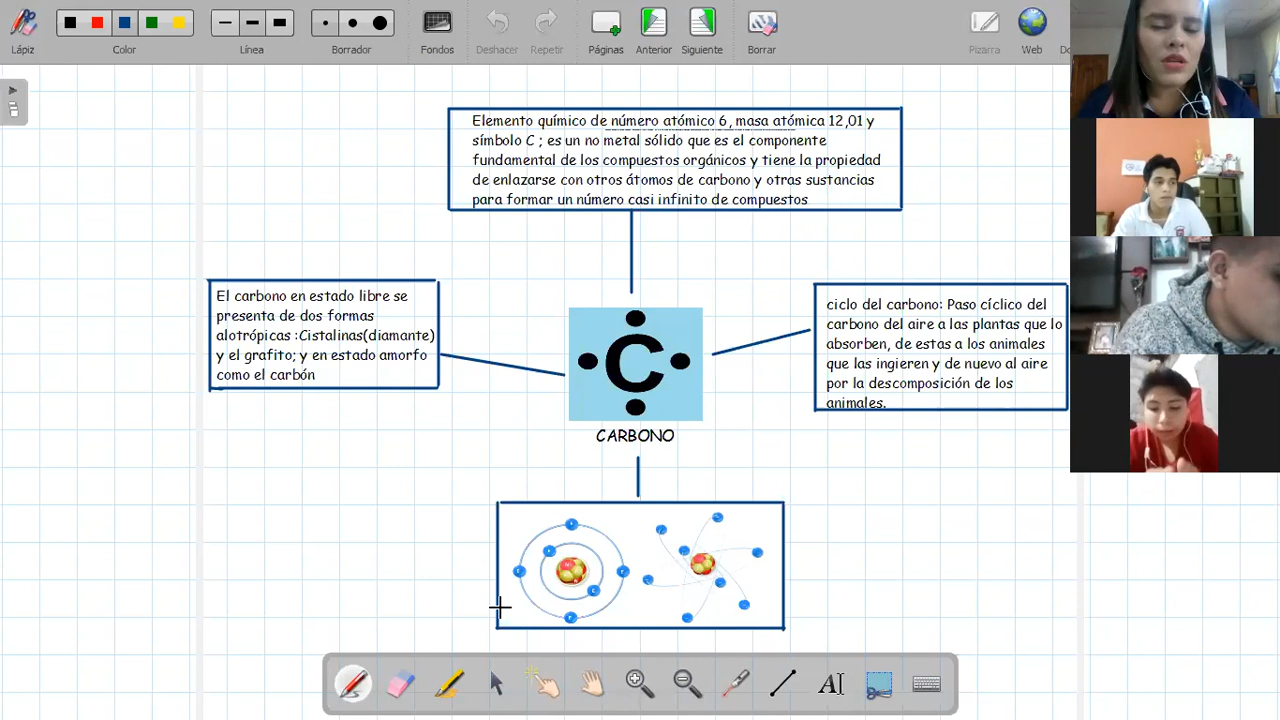 Lápiz
Color
Línea
Borrador
Fondos
Deshacer
Repetir
Páginas
Anterior
Siguiente
Borrar
Pizarra
Web
Elemento químico de número atómico 6, masa atómica 12,01 y
símbolo C ; es un no metal sólido que es el componente
fundamental de los compuestos orgánicos y tiene la propiedad
de enlazarse con otros átomos de carbono y otras sustancias
para formar un número casi infinito de compuestos
El carbono en estado libre se
presenta de dos formas
alotrópicas :Cistalinas(diamante)
y el grafito; y en estado amorfo
como el carbón
C
CARBONO
ciclo del carbono: Paso cíclico del
carbono del aire a las plantas que lo
absorben, de estas a los animales
que las ingieren y de nuevo al aire
por la descomposición de los
animales.